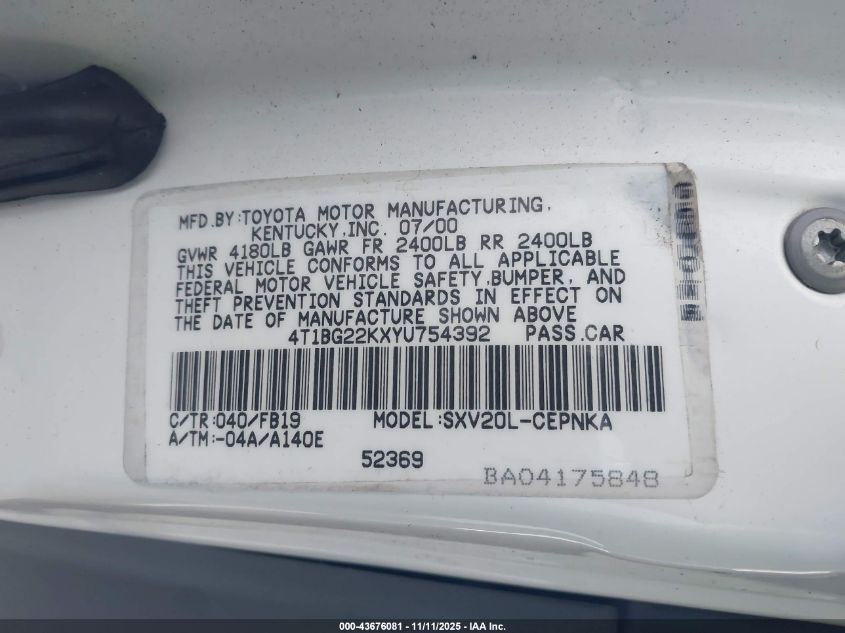 MFD.BY:TOYOTA MOTOR MANUFACTURING,
KENTUCKY,INC. 07/00
GVWR 4180LB GAWR FR 2400LB RR 2400LB
THIS VEHICLE CONFORMS TO ALL APPLICABLE
FEDERAL MOTOR VEHICLE SAFETY,BUMPER, AND
THEFT PREVENTION STANDARDS IN EFFECT ON
THE DATE OF MANUFACTURE SHOWN ABOVE
4T1BG22KXYU754392 PASS.CAR
C/TR:040/FB19 MODEL:SXV20L-CEPNKA
A/TM:-04A/A140E
52369
BA04175848
000-43676081 - 11/11/2025 - IAA Inc.